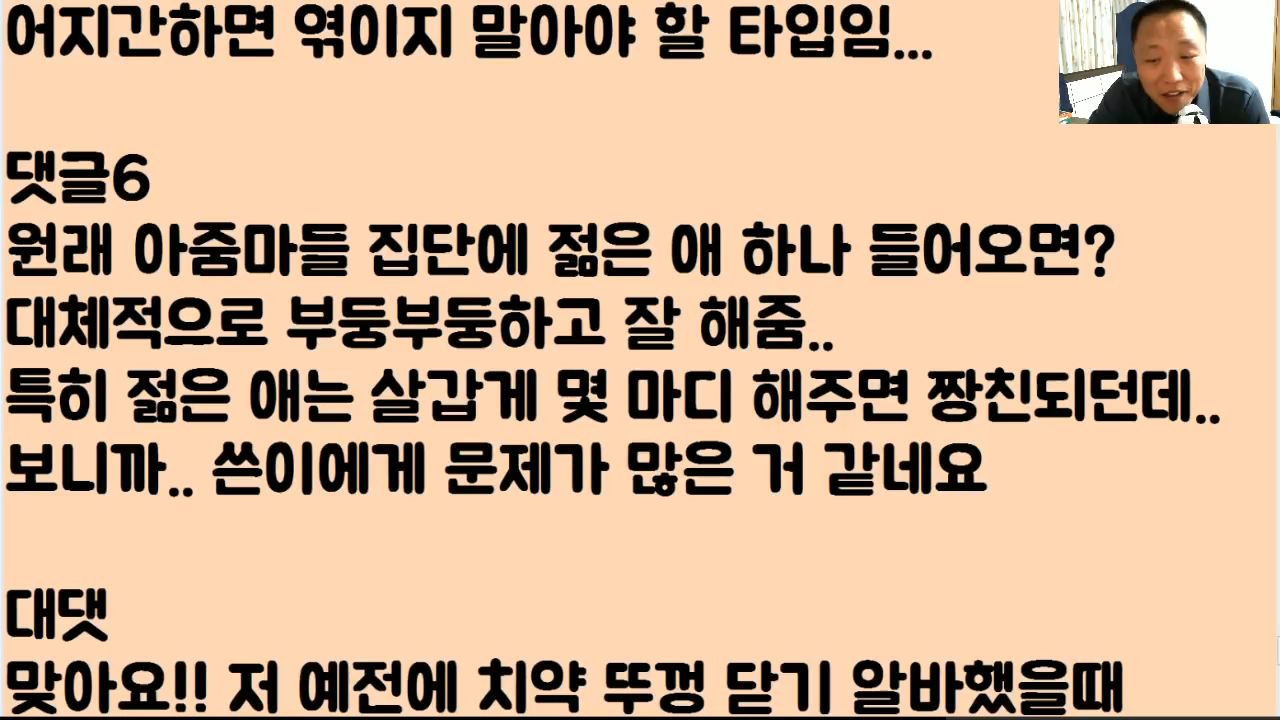 어지간하면 엮이지 말아야 할 타입임...
댓글6
원래 아줌마들 집단에 젊은 애 하나 들어오면?
대체적으로 부둥부둥하고 잘 해줌..
특히 젊은 애는 살갑게 몇 마디 해주면 짱친되던데..
보니까.. 쓴이에게 문제가 많은 거 같네요
대댓
맞아요!! 저 예전에 치약 뚜껑 닫기 알바했을때